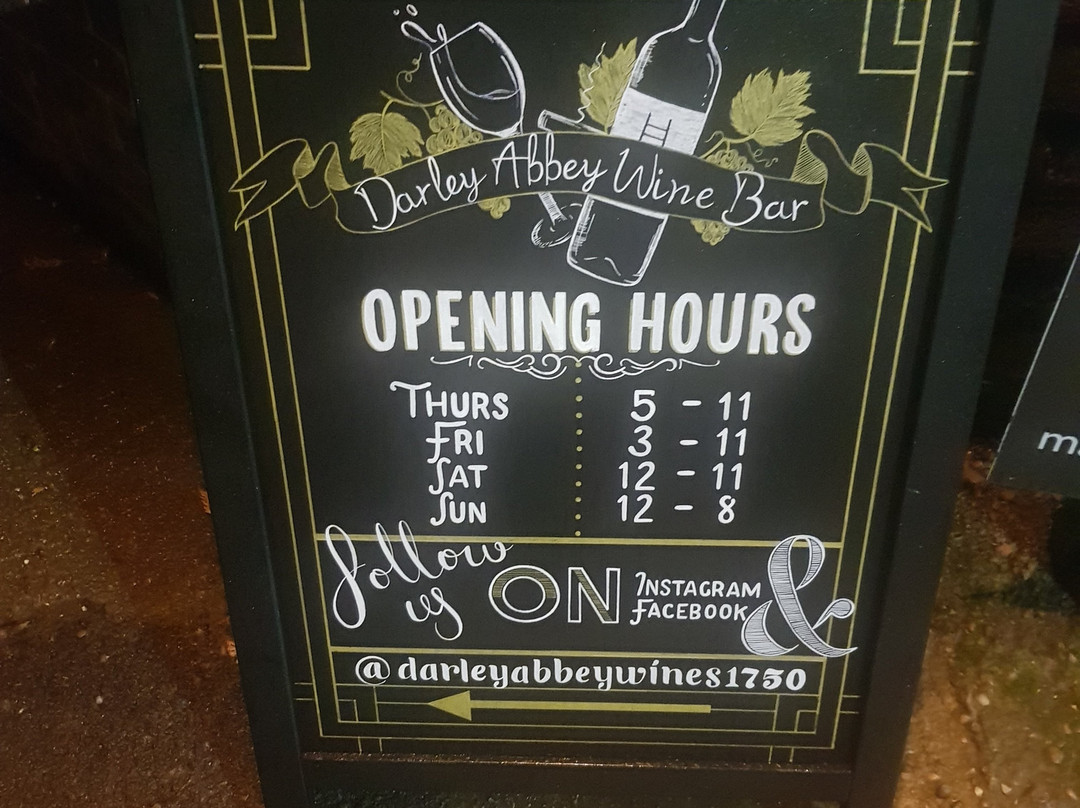 Darley Abbey Wine Bar
OPENING HOURS
THURS 5 - 11
FRI 3 - 11
SAT 12 - 11
SUN 12 - 8
follow us ON INSTAGRAM FACEBOOK &
@darleyabbeywines1750